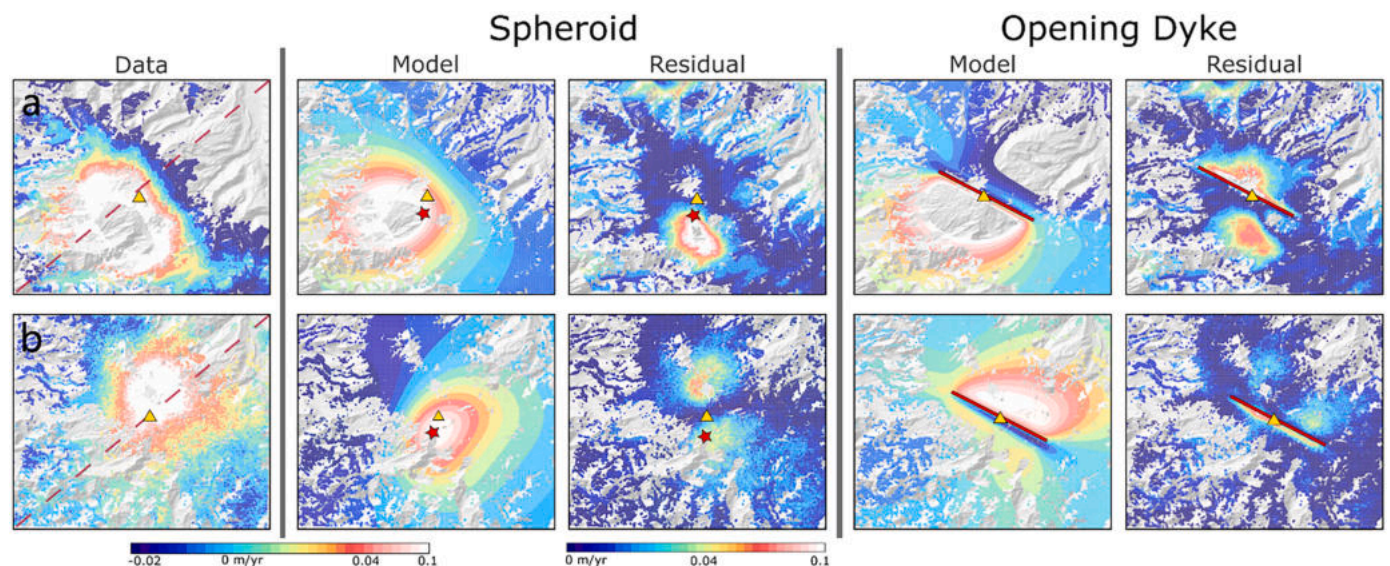 Spheroid Opening Dyke
Data Model Residual Model Residual
a
b
-0.02 0 m/yr 0.04 0.1 0 m/yr 0.04 0.1